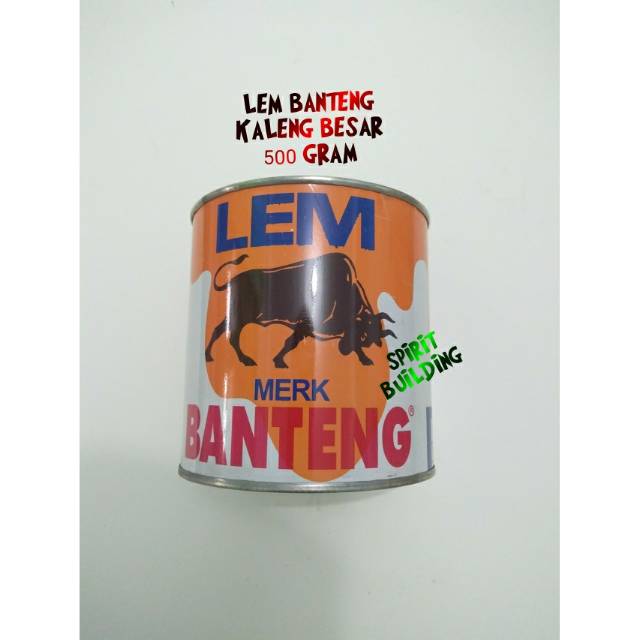 LEM BANTENG
KALENG BESAR
500 GRAM
LEM
MERK
BANTENG®
SPIRIT
BUILDING